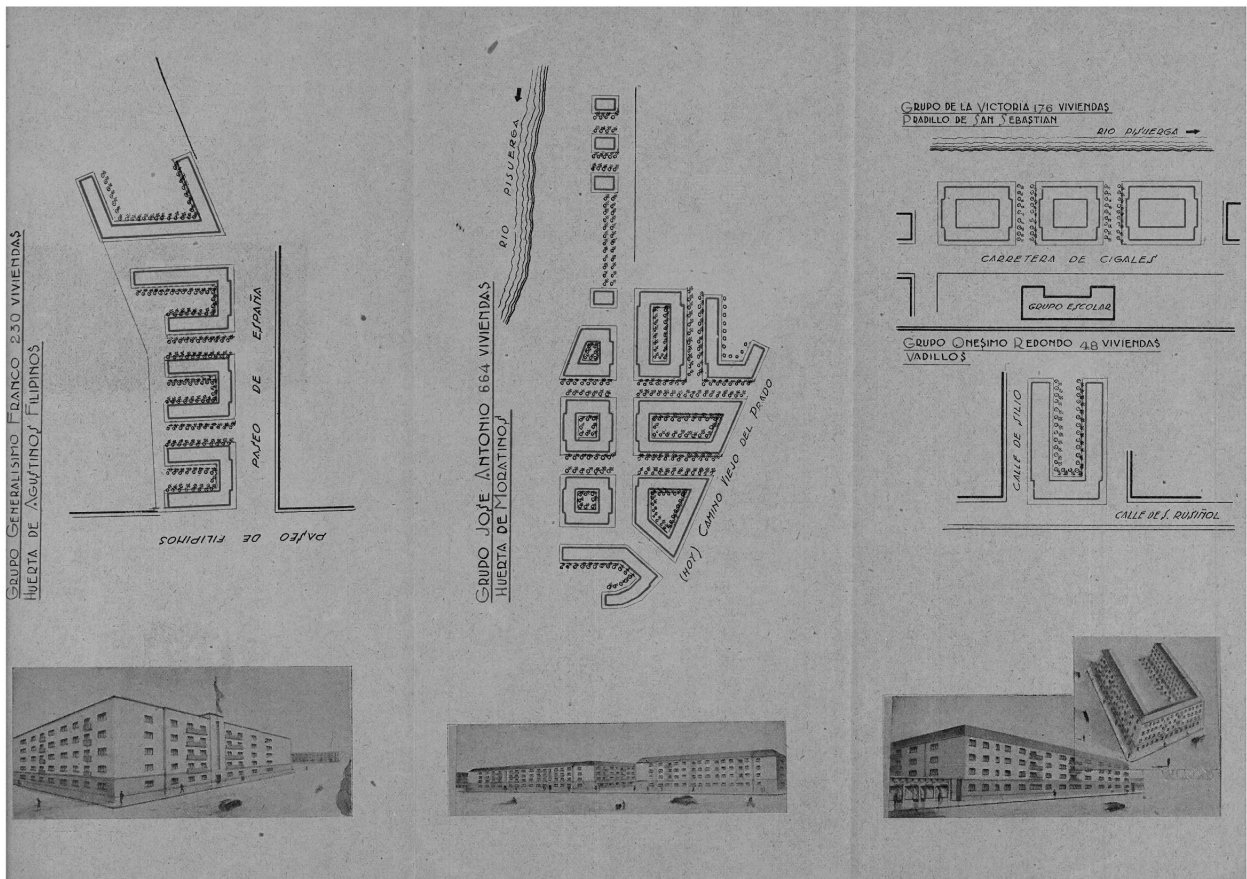 GRUPO GENERALISIMO FRANCO 230 VIVIENDAS
HUERTA DE AGUSTINOS FILIPINOS
PASEO DE ESPAÑA
PASEO DE FILIPINOS
GRUPO JOSE ANTONIO 664 VIVIENDAS
HUERTA DE MORATINOS
RIO PISUERGA
(HOY) CAMINO VIEJO DEL PRADO
GRUPO DE LA VICTORIA 176 VIVIENDAS
PRADILLO DE SAN SEBASTIAN
RIO PISUERGA
CARRETERA DE CIGALES
GRUPO ESCOLAR
GRUPO ONESIMO REDONDO 48 VIVIENDAS
VADILLOS
CALLE DE SILIO
CALLE DE S. RUSIÑOL